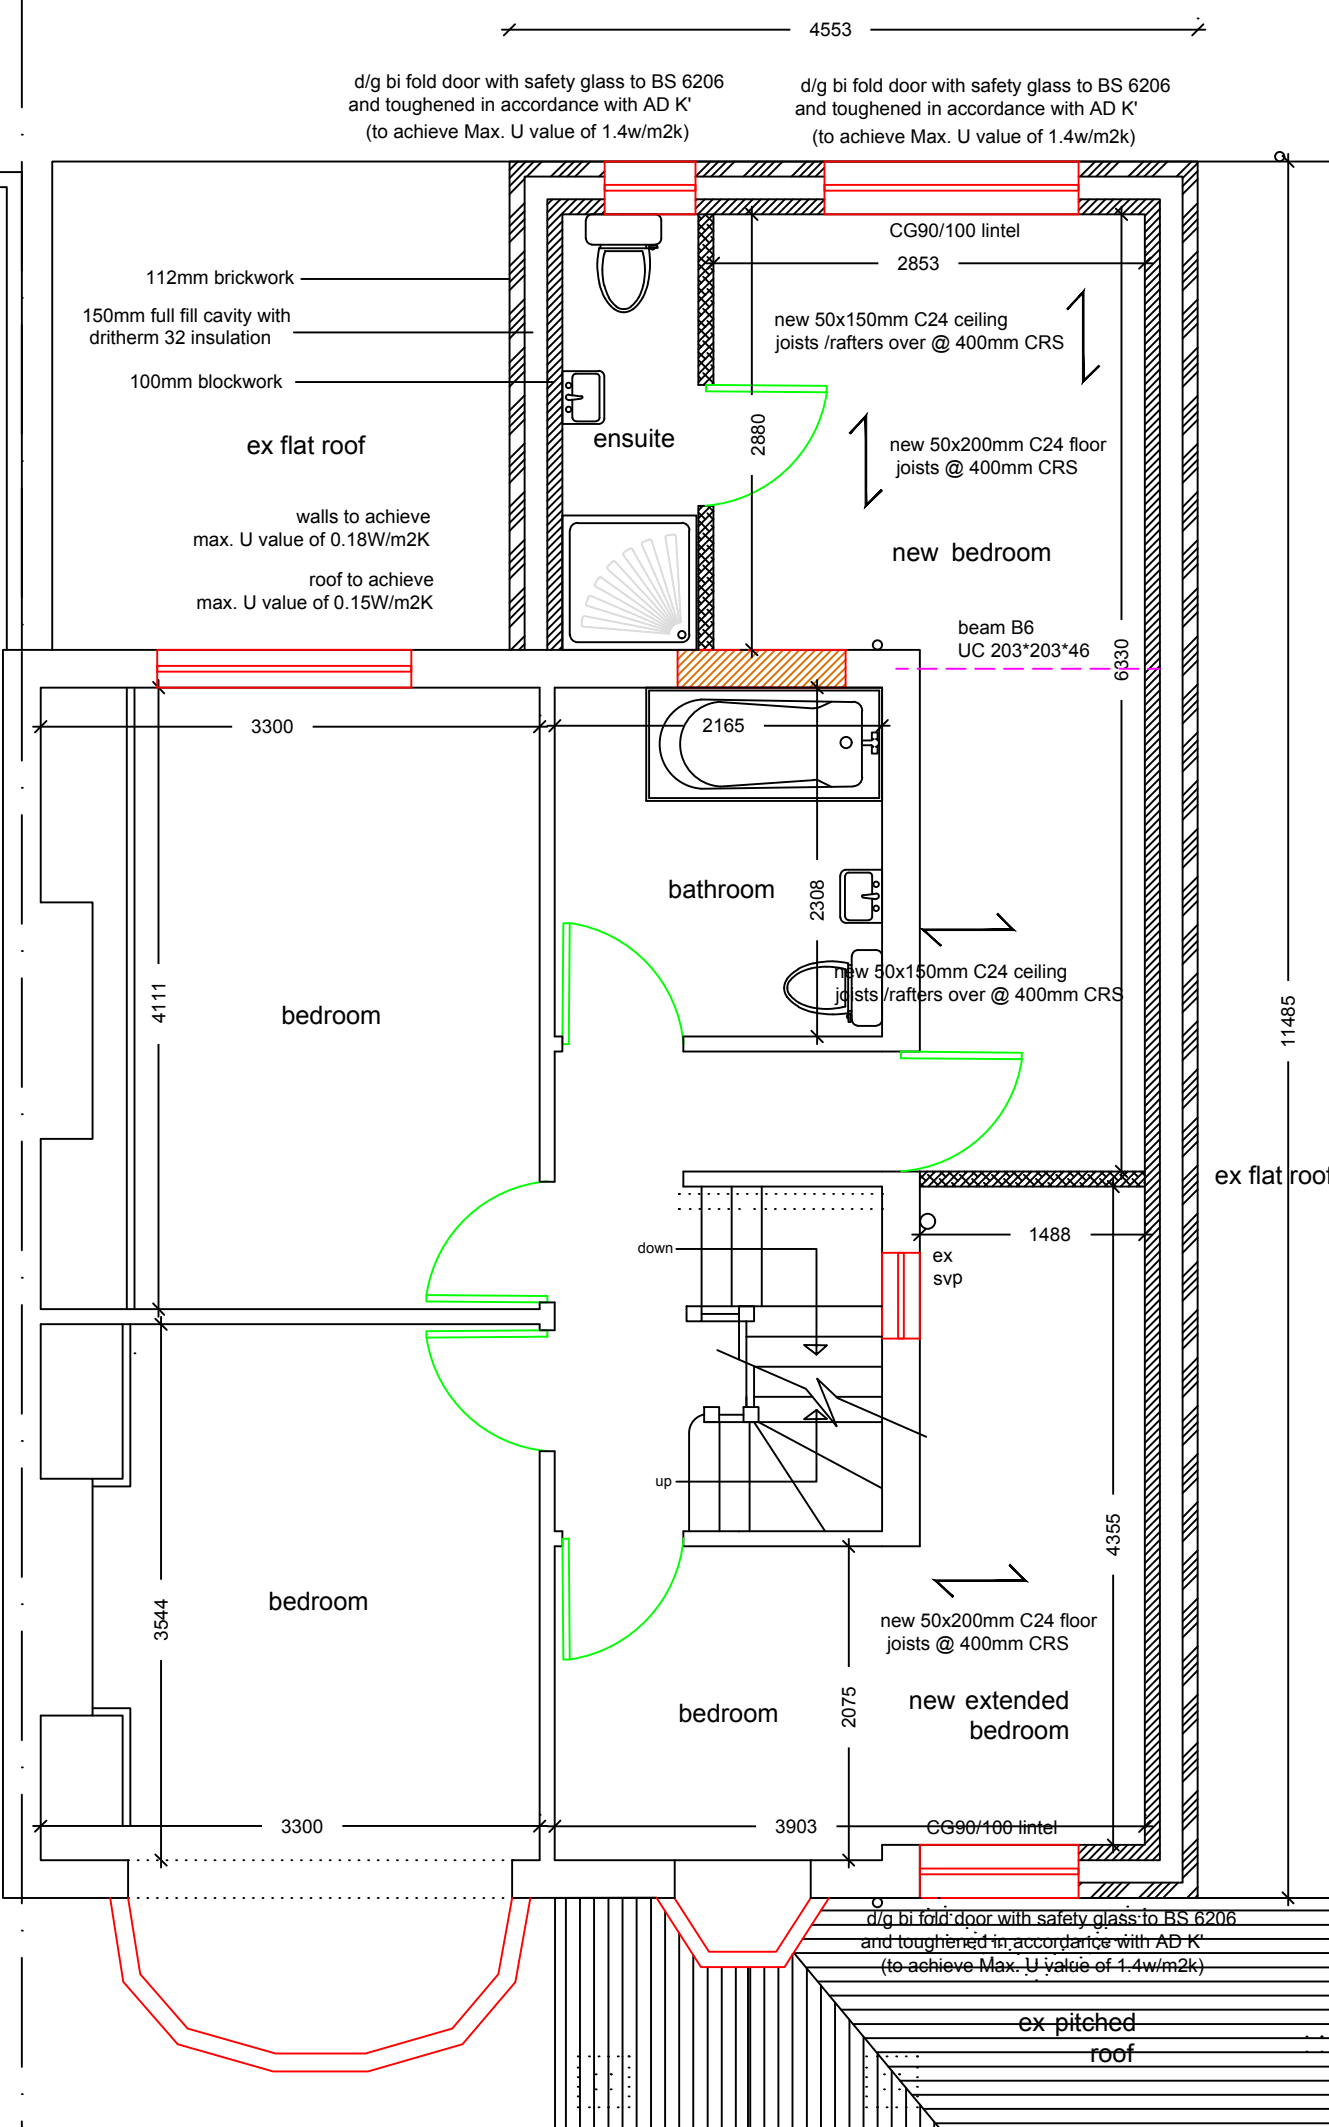 4553
d/g bi fold door with safety glass to BS 6206
and toughened in accordance with AD K'
(to achieve Max. U value of 1.4w/m2k)
d/g bi fold door with safety glass to BS 6206
and toughened in accordance with AD K'
(to achieve Max. U value of 1.4w/m2k)
CG90/100 lintel
2853
112mm brickwork
150mm full fill cavity with
dritherm 32 insulation
100mm blockwork
new 50x150mm C24 ceiling
joists /rafters over @ 400mm CRS
ex flat roof
ensuite
2880
new 50x200mm C24 floor
joists @ 400mm CRS
walls to achieve
max. U value of 0.18W/m2K
roof to achieve
max. U value of 0.15W/m2K
new bedroom
beam B6
UC 203*203*46
6330
3300
2165
bathroom
2308
new 50x150mm C24 ceiling
joists /rafters over @ 400mm CRS
4111
bedroom
11485
ex flat roof
down
1488
ex
svp
up
4355
3544
bedroom
new 50x200mm C24 floor
joists @ 400mm CRS
bedroom
2075
new extended
bedroom
3300
3903
CG90/100 lintel
d/g bi fold door with safety glass to BS 6206
and toughened in accordance with AD K'
(to achieve Max. U value of 1.4w/m2k)
ex pitched
roof